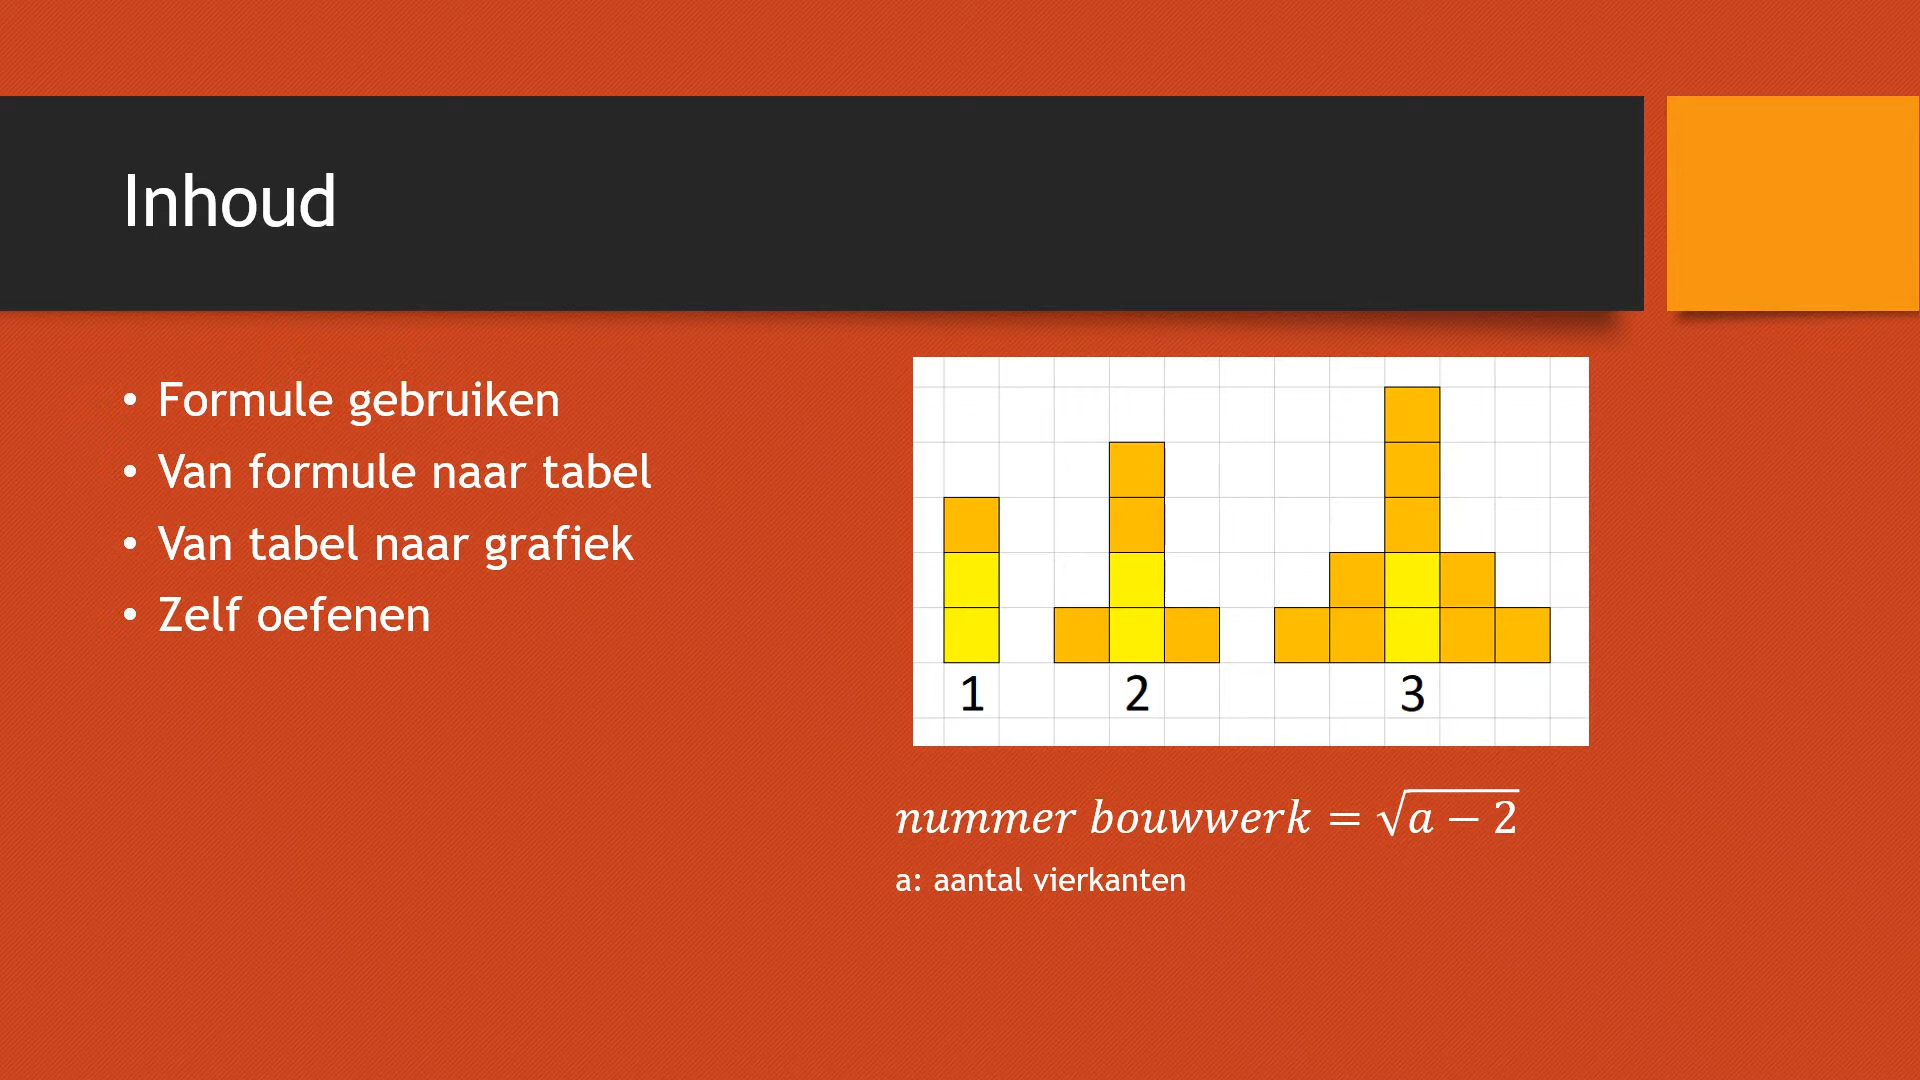 Inhoud
• Formule gebruiken
• Van formule naar tabel
• Van tabel naar grafiek
• Zelf oefenen
1 2 3
nummer bouwwerk = √a − 2
a: aantal vierkanten